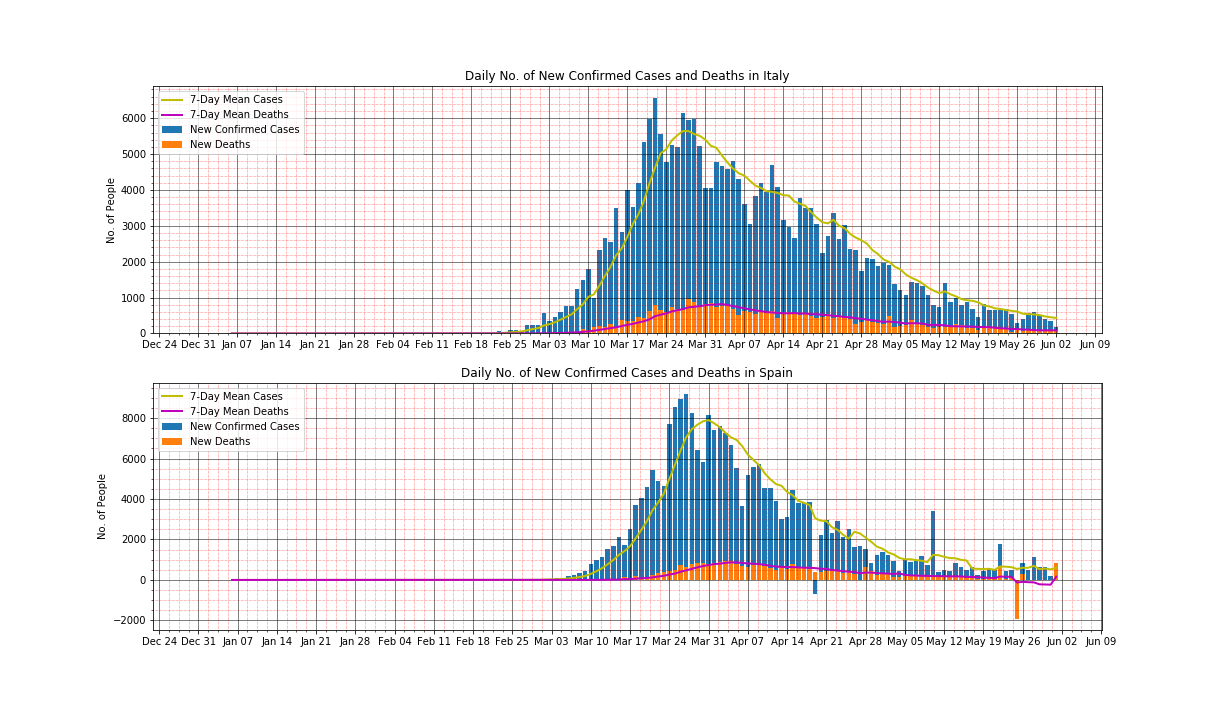 Daily No. of New Confirmed Cases and Deaths in Italy
7-Day Mean Cases
7-Day Mean Deaths
New Confirmed Cases
New Deaths
No. of People
6000
5000
4000
3000
2000
1000
0
Dec 24 Dec 31 Jan 07 Jan 14 Jan 21 Jan 28 Feb 04 Feb 11 Feb 18 Feb 25 Mar 03 Mar 10 Mar 17 Mar 24 Mar 31 Apr 07 Apr 14 Apr 21 Apr 28 May 05 May 12 May 19 May 26 Jun 02 Jun 09
Daily No. of New Confirmed Cases and Deaths in Spain
7-Day Mean Cases
7-Day Mean Deaths
New Confirmed Cases
New Deaths
No. of People
8000
6000
4000
2000
0
−2000
Dec 24 Dec 31 Jan 07 Jan 14 Jan 21 Jan 28 Feb 04 Feb 11 Feb 18 Feb 25 Mar 03 Mar 10 Mar 17 Mar 24 Mar 31 Apr 07 Apr 14 Apr 21 Apr 28 May 05 May 12 May 19 May 26 Jun 02 Jun 09